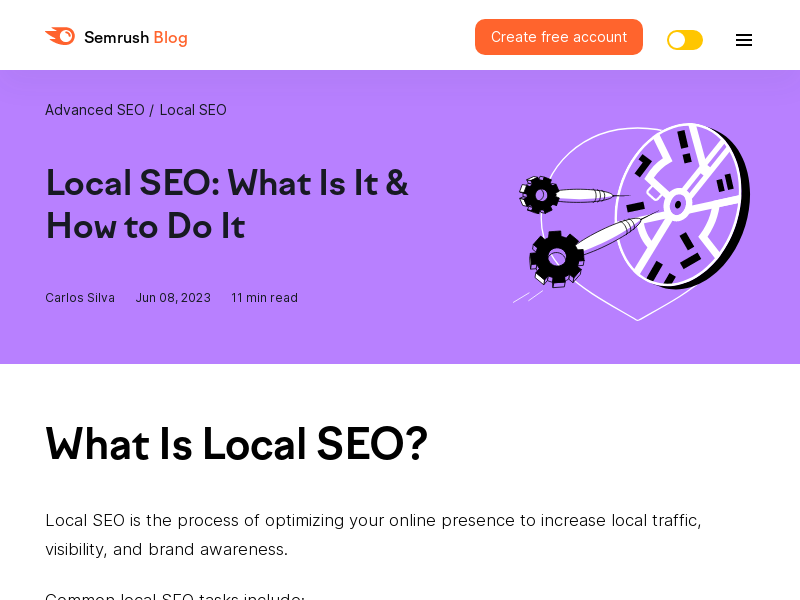 Semrush Blog
Create free account
Advanced SEO / Local SEO
Local SEO: What Is It &
How to Do It
Carlos Silva Jun 08, 2023 11 min read
What Is Local SEO?
Local SEO is the process of optimizing your online presence to increase local traffic,
visibility, and brand awareness.
Common local SEO tasks include: